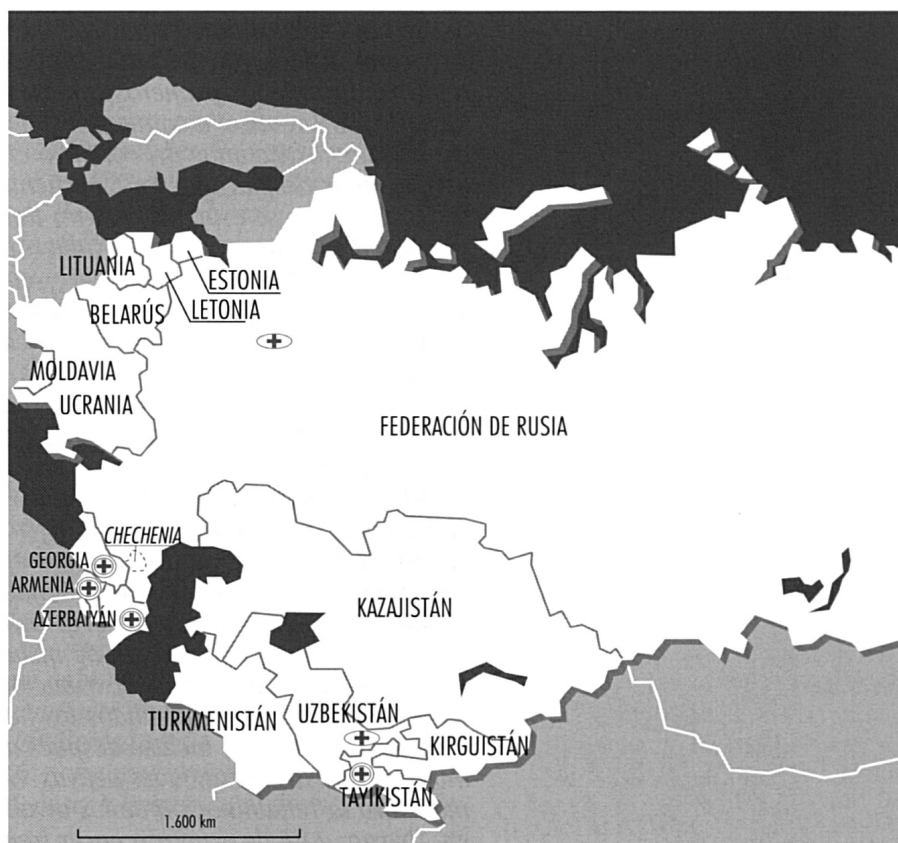 LITUANIA
ESTONIA
LETONIA
BELARÚS
MOLDAVIA
UCRANIA
FEDERACIÓN DE RUSIA
CHECHENIA
GEORGIA
ARMENIA
AZERBAIYÁN
KAZAJISTÁN
TURKMENISTÁN
UZBEKISTÁN
KIRGUISTÁN
TAYIKISTÁN
1.600 km